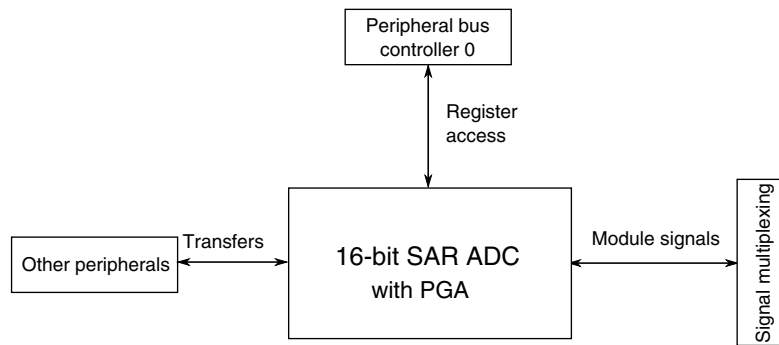 Peripheral bus
controller 0
Register
access
Transfers
Other peripherals
16-bit SAR ADC
with PGA
Module signals
Signal multiplexing